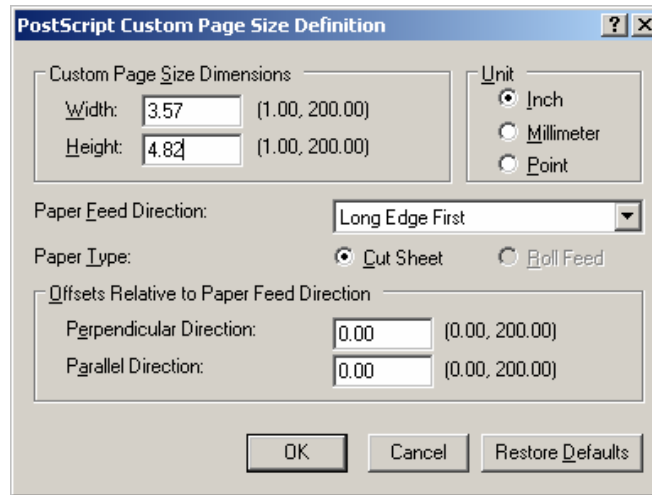 PostScript Custom Page Size Definition
Custom Page Size Dimensions
Width: 3.57 (1.00, 200.00)
Height: 4.82 (1.00, 200.00)
Unit
Inch
Millimeter
Point
Paper Feed Direction: Long Edge First
Paper Type: Cut Sheet Roll Feed
Offsets Relative to Paper Feed Direction
Perpendicular Direction: 0.00 (0.00, 200.00)
Parallel Direction: 0.00 (0.00, 200.00)
OK Cancel Restore Defaults